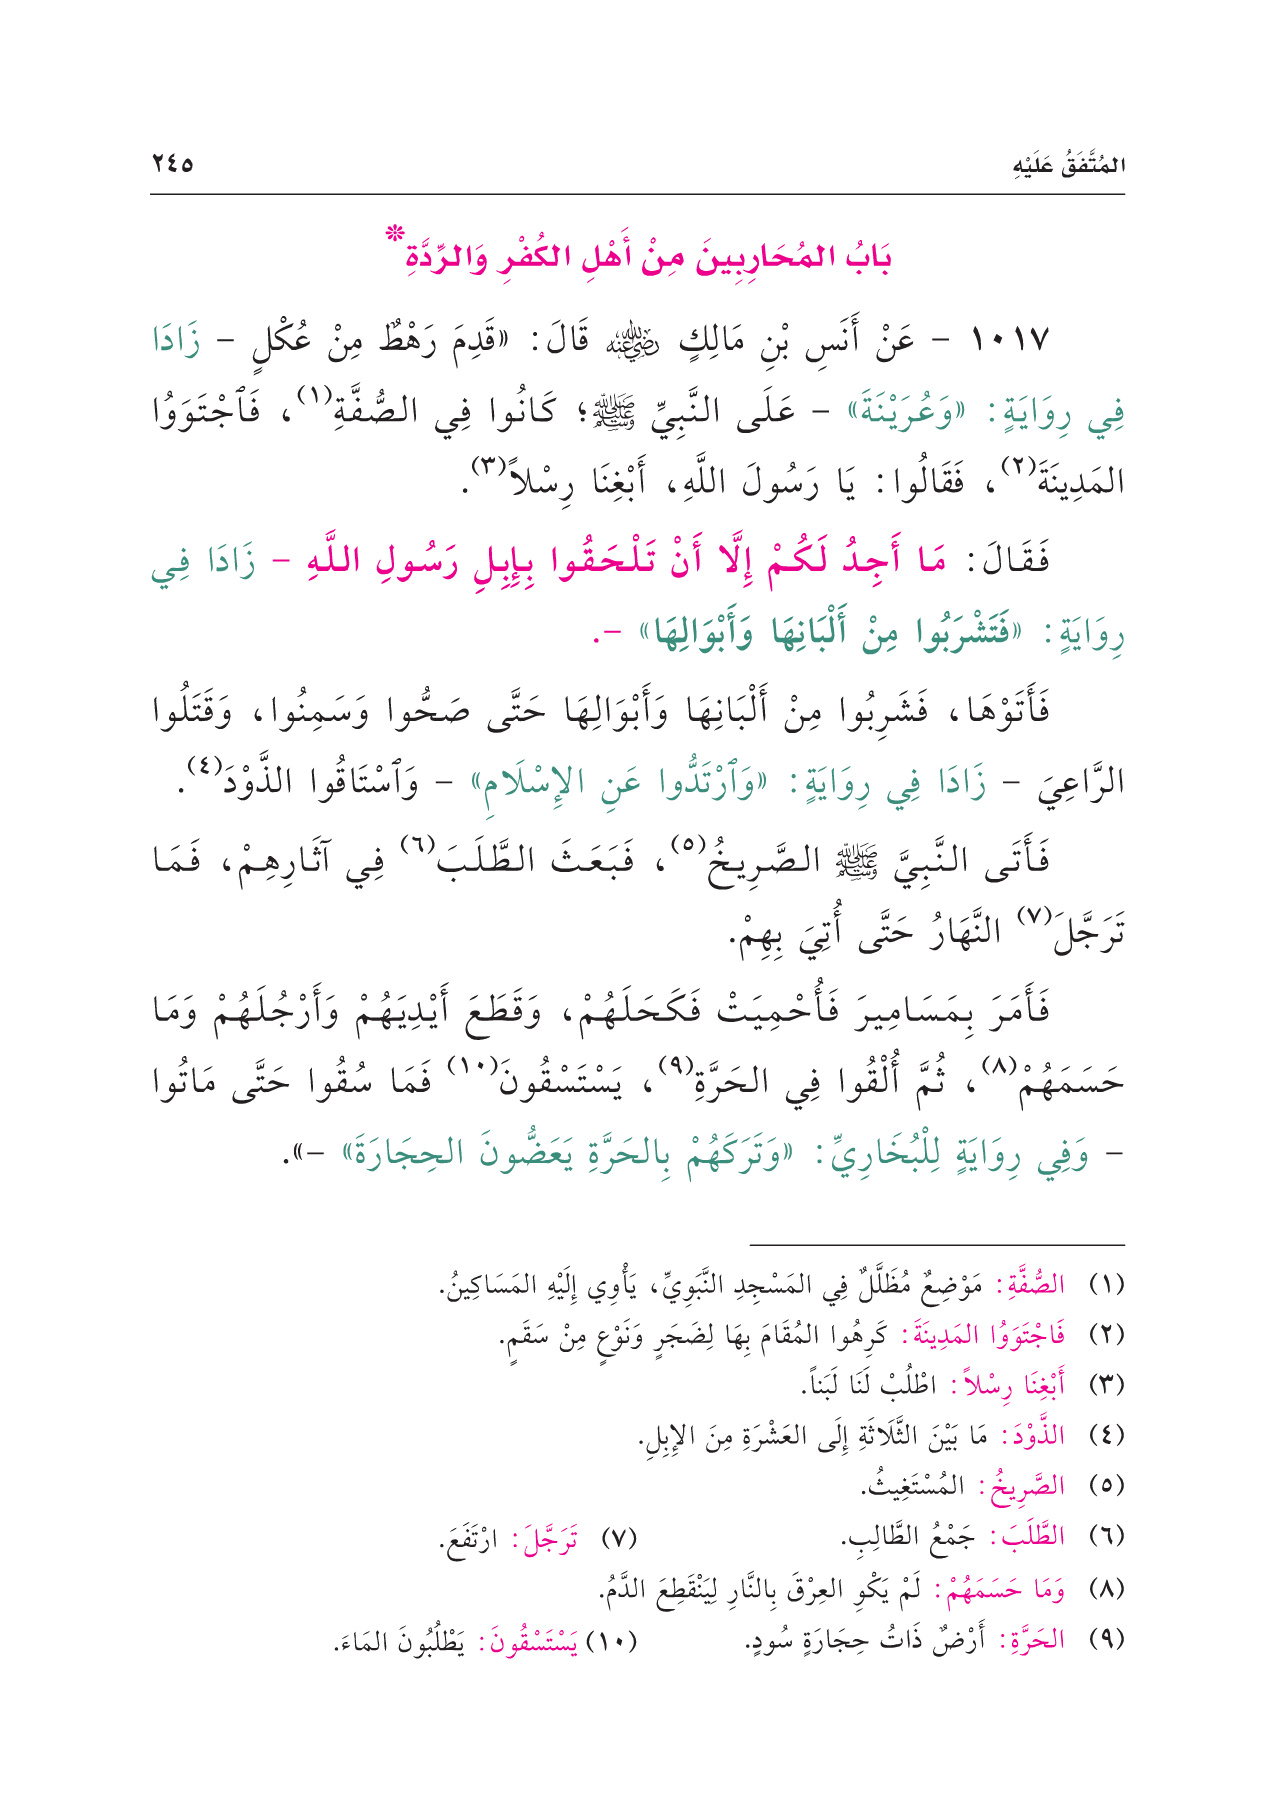 المُتَّفَقُ عَلَيْهِ
٢٤٥
بَابُ المُحَارِبِينَ مِنْ أَهْلِ الكُفْرِ وَالرِّدَّةِ*
١٠١٧ – عَنْ أَنَسِ بْنِ مَالِكٍ رضي الله عنه قَالَ: «قَدِمَ رَهْطٌ مِنْ عُكْلٍ – زَادَا
فِي رِوَايَةٍ: «وَعُرَيْنَةَ» – عَلَى النَّبِيِّ ﷺ؛ كَانُوا فِي الصُّفَّةِ(١)، فَٱجْتَوَوُا
المَدِينَةَ(٢)، فَقَالُوا: يَا رَسُولَ اللَّهِ، أَبْغِنَا رِسْلاً(٣).
فَقَالَ: مَا أَجِدُ لَكُمْ إِلَّا أَنْ تَلْحَقُوا بِإِبِلِ رَسُولِ اللَّهِ – زَادَا فِي
رِوَايَةٍ: «فَتَشْرَبُوا مِنْ أَلْبَانِهَا وَأَبْوَالِهَا» –.
فَأَتَوْهَا، فَشَرِبُوا مِنْ أَلْبَانِهَا وَأَبْوَالِهَا حَتَّى صَحُّوا وَسَمِنُوا، وَقَتَلُوا
الرَّاعِيَ – زَادَا فِي رِوَايَةٍ: «وَٱرْتَدُّوا عَنِ الإِسْلَامِ» – وَٱسْتَاقُوا الذَّوْدَ(٤).
فَأَتَى النَّبِيَّ ﷺ الصَّرِيخُ(٥)، فَبَعَثَ الطَّلَبَ(٦) فِي آثَارِهِمْ، فَمَا
تَرَجَّلَ(٧) النَّهَارُ حَتَّى أُتِيَ بِهِمْ.
فَأَمَرَ بِمَسَامِيرَ فَأُحْمِيَتْ فَكَحَلَهُمْ، وَقَطَعَ أَيْدِيَهُمْ وَأَرْجُلَهُمْ وَمَا
حَسَمَهُمْ(٨)، ثُمَّ أُلْقُوا فِي الحَرَّةِ(٩)، يَسْتَسْقُونَ(١٠) فَمَا سُقُوا حَتَّى مَاتُوا
– وَفِي رِوَايَةٍ لِلْبُخَارِيِّ: «وَتَرَكَهُمْ بِالحَرَّةِ يَعَضُّونَ الحِجَارَةَ» –».
(١) الصُّفَّةِ: مَوْضِعٌ مُظَلَّلٌ فِي المَسْجِدِ النَّبَوِيِّ، يَأْوِي إِلَيْهِ المَسَاكِينُ.
(٢) فَاجْتَوَوُا المَدِينَةَ: كَرِهُوا المُقَامَ بِهَا لِضَجَرٍ وَنَوْعٍ مِنْ سَقَمٍ.
(٣) أَبْغِنَا رِسْلاً: اطْلُبْ لَنَا لَبَناً.
(٤) الذَّوْدَ: مَا بَيْنَ الثَّلَاثَةِ إِلَى العَشْرَةِ مِنَ الإِبِلِ.
(٥) الصَّرِيخُ: المُسْتَغِيثُ.
(٦) الطَّلَبَ: جَمْعُ الطَّالِبِ. (٧) تَرَجَّلَ: ارْتَفَعَ.
(٨) وَمَا حَسَمَهُمْ: لَمْ يَكْوِ العِرْقَ بِالنَّارِ لِيَنْقَطِعَ الدَّمُ.
(٩) الحَرَّةِ: أَرْضٌ ذَاتُ حِجَارَةٍ سُودٍ. (١٠) يَسْتَسْقُونَ: يَطْلُبُونَ المَاءَ.